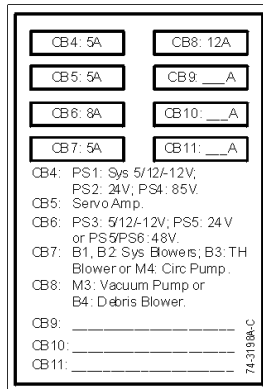 CB4: 5A CB8: 12A
CB5: 5A CB9: ___A
CB6: 8A CB10: ___A
CB7: 5A CB11: ___A
CB4: PS1: Sys 5/12/-12V;
PS2: 24V; PS4: 85V.
CB5: Servo Amp.
CB6: PS3: 5/12/-12V; PS5: 24V
or PS5/PS6: 48V.
CB7: B1, B2 Sys Blowers; B3: TH
Blower or M4: Circ Pump.
CB8: M3: Vacuum Pump or
B4: Debris Blower.
CB9: ____________________
CB10: ____________________
CB11: ____________________
74-3198A-C